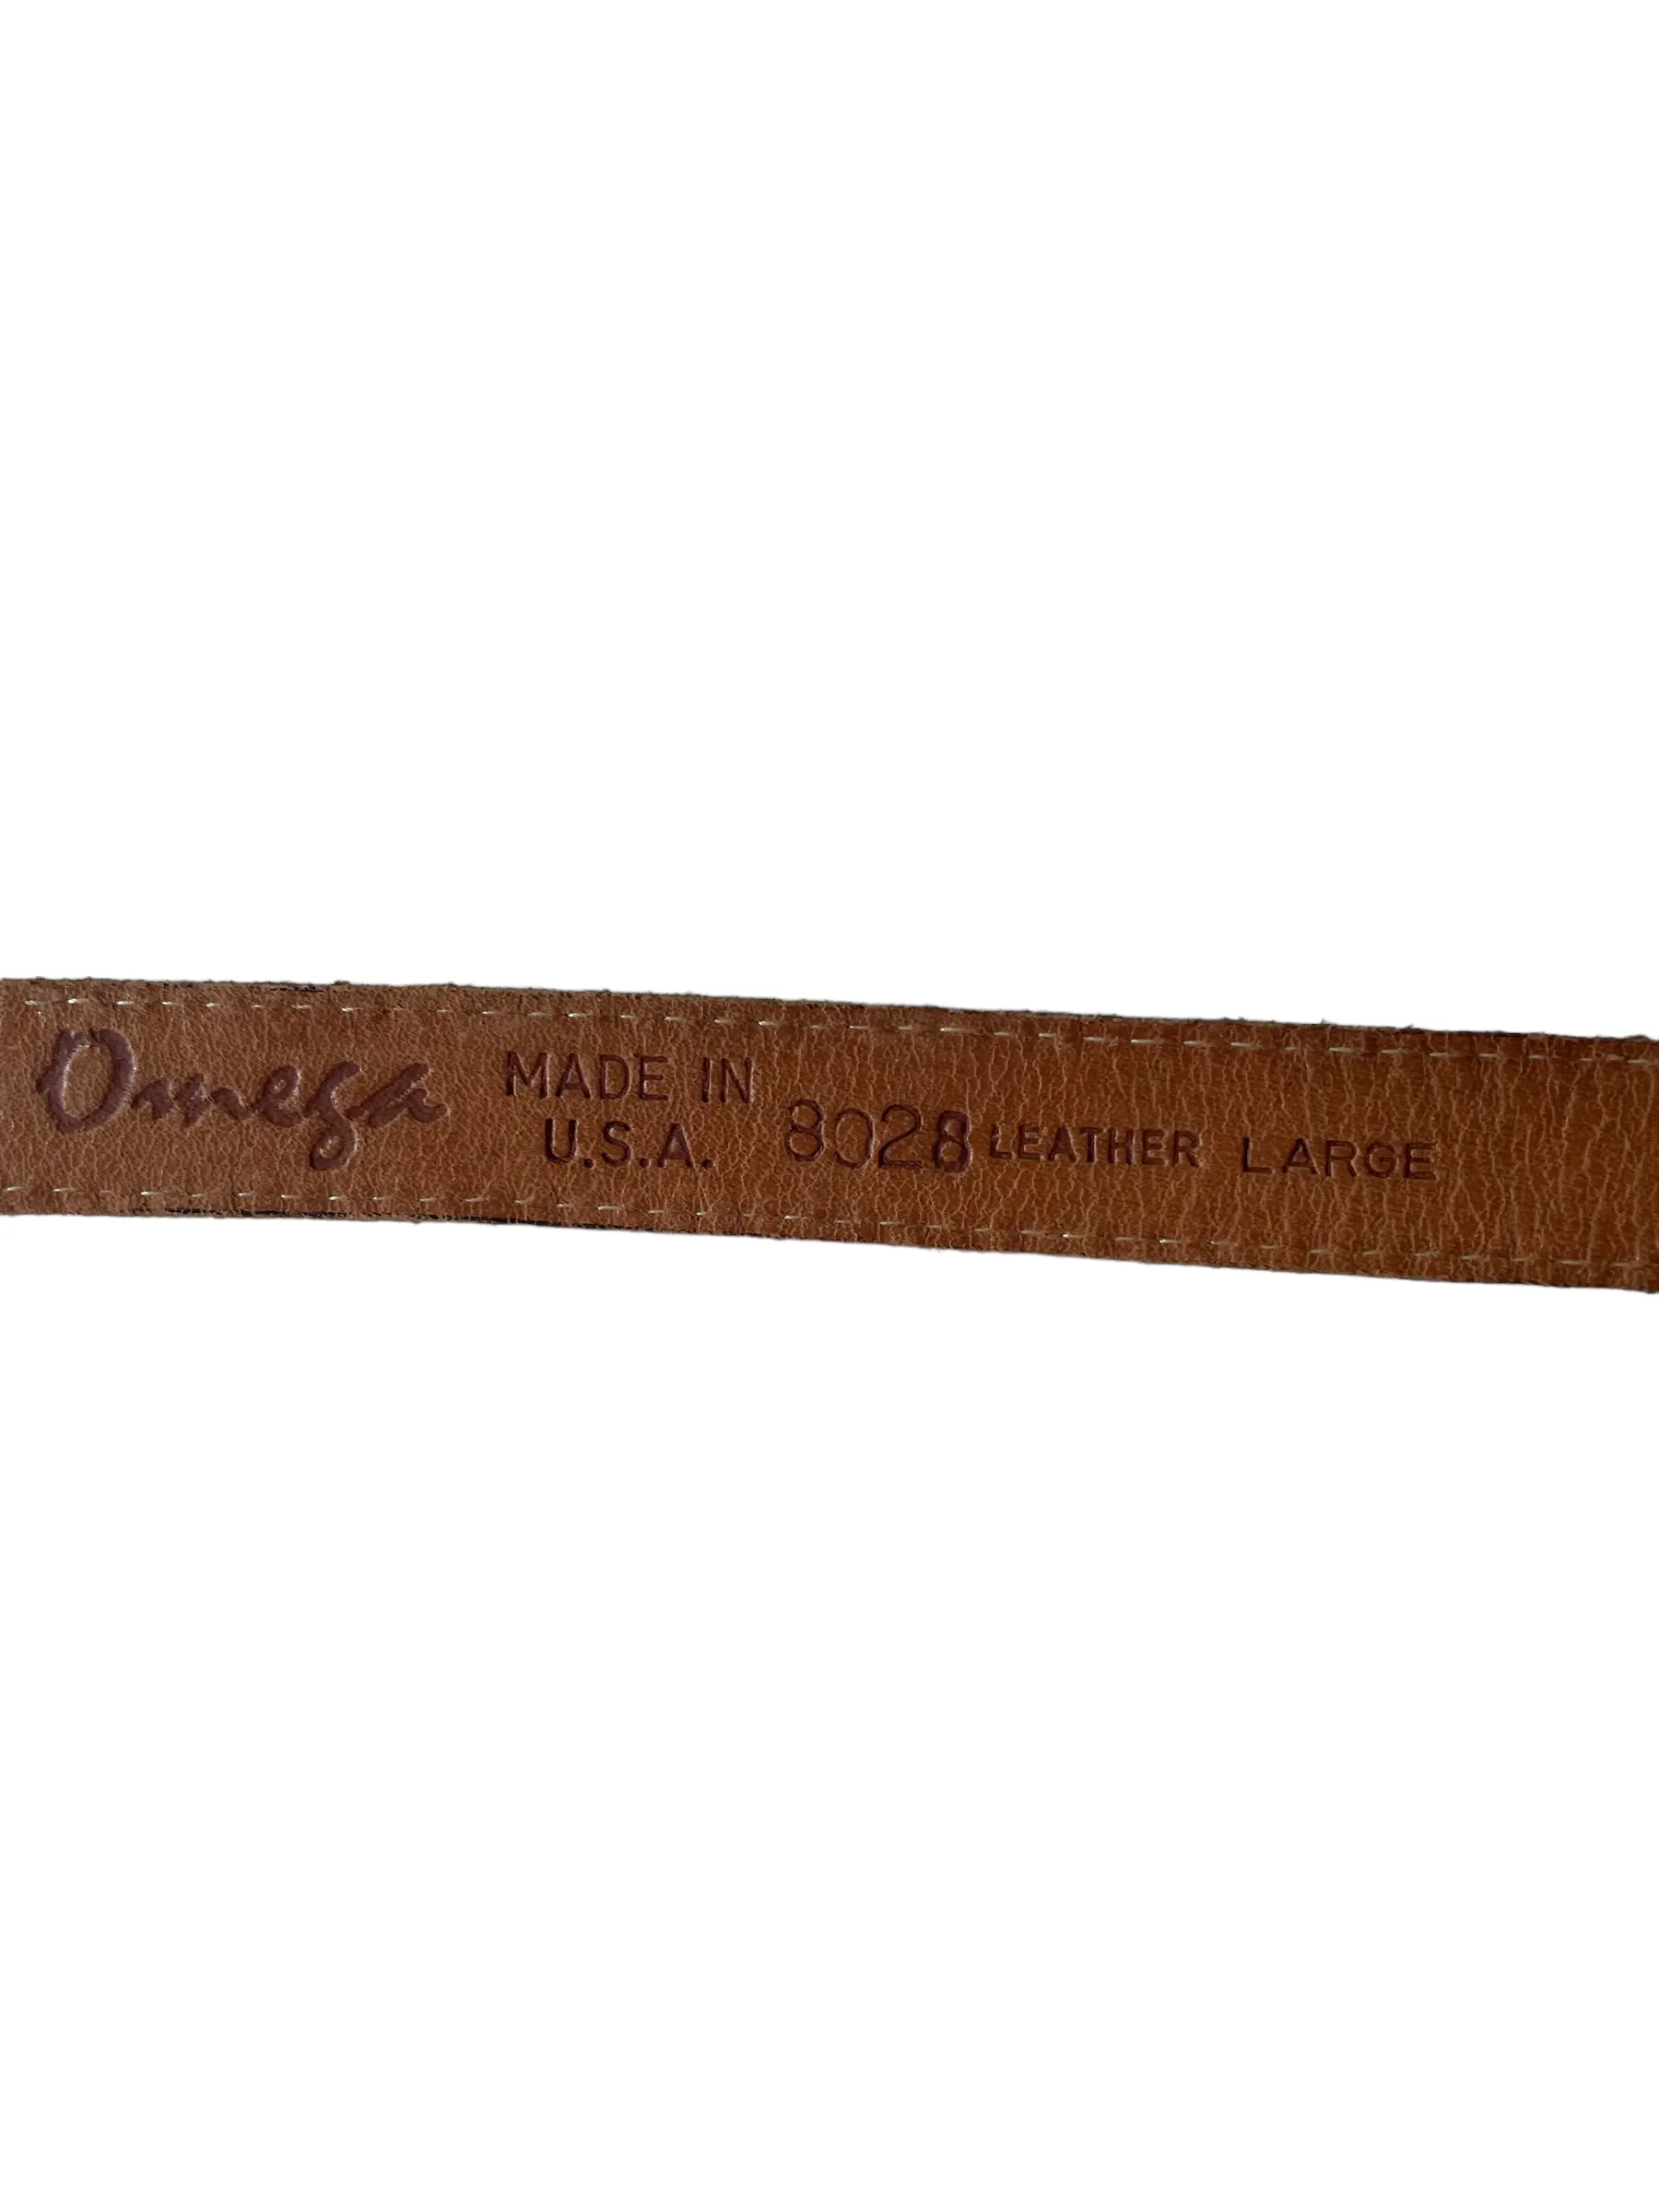 Omega
MADE IN
U.S.A.
8028 LEATHER LARGE